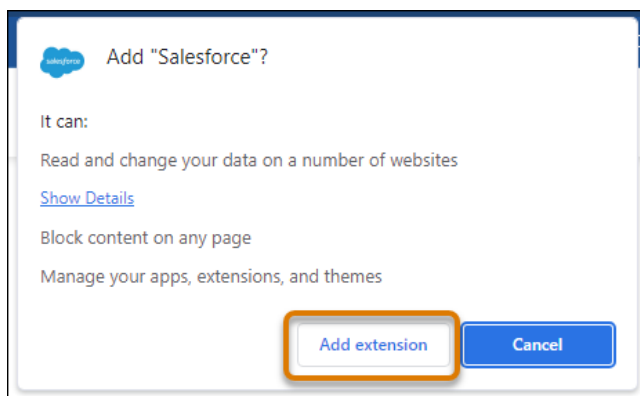 salesforce
Add "Salesforce"?
It can:
Read and change your data on a number of websites
Show Details
Block content on any page
Manage your apps, extensions, and themes
Add extension
Cancel